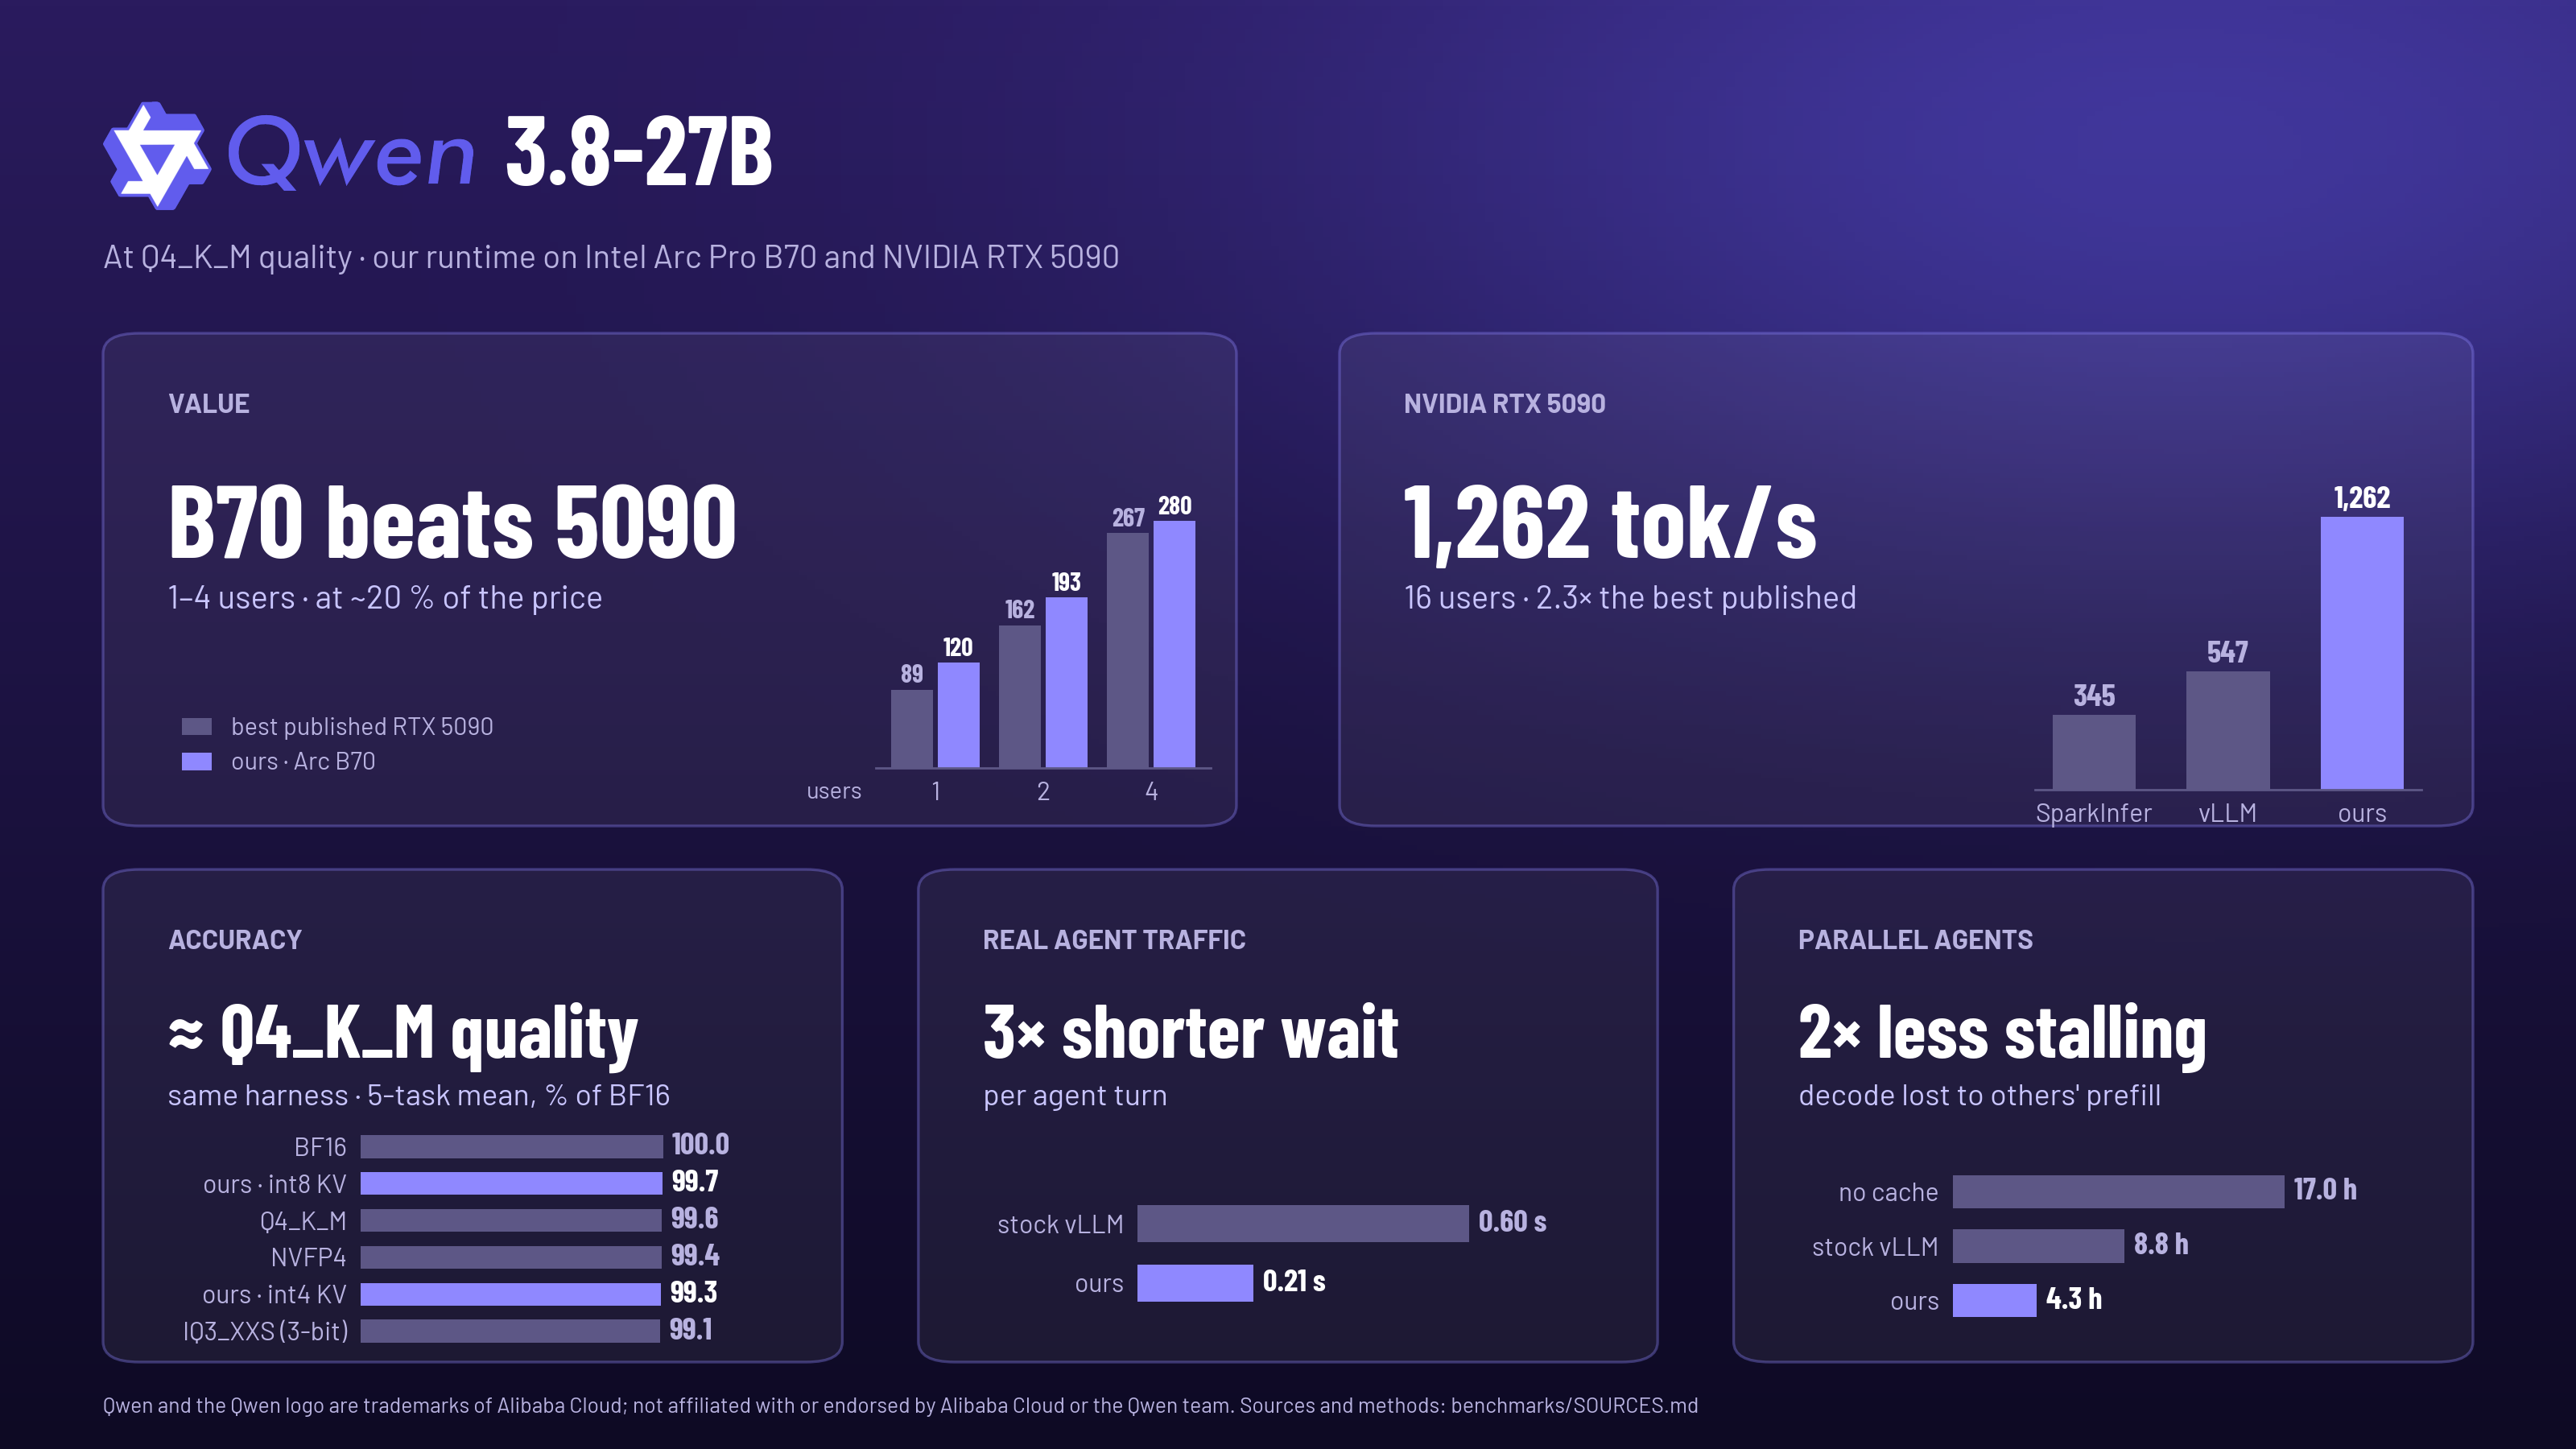 Qwen 3.8-27B
At Q4_K_M quality · our runtime on Intel Arc Pro B70 and NVIDIA RTX 5090
VALUE
B70 beats 5090
1–4 users · at ~20 % of the price
best published RTX 5090
ours · Arc B70
89
120
162
193
267
280
users 1 2 4
NVIDIA RTX 5090
1,262 tok/s
16 users · 2.3× the best published
345
547
1,262
SparkInfer vLLM ours
ACCURACY
≈ Q4_K_M quality
same harness · 5-task mean, % of BF16
BF16 100.0
ours · int8 KV 99.7
Q4_K_M 99.6
NVFP4 99.4
ours · int4 KV 99.3
IQ3_XXS (3-bit) 99.1
REAL AGENT TRAFFIC
3× shorter wait
per agent turn
stock vLLM 0.60 s
ours 0.21 s
PARALLEL AGENTS
2× less stalling
decode lost to others' prefill
no cache 17.0 h
stock vLLM 8.8 h
ours 4.3 h
Qwen and the Qwen logo are trademarks of Alibaba Cloud; not affiliated with or endorsed by Alibaba Cloud or the Qwen team. Sources and methods: benchmarks/SOURCES.md